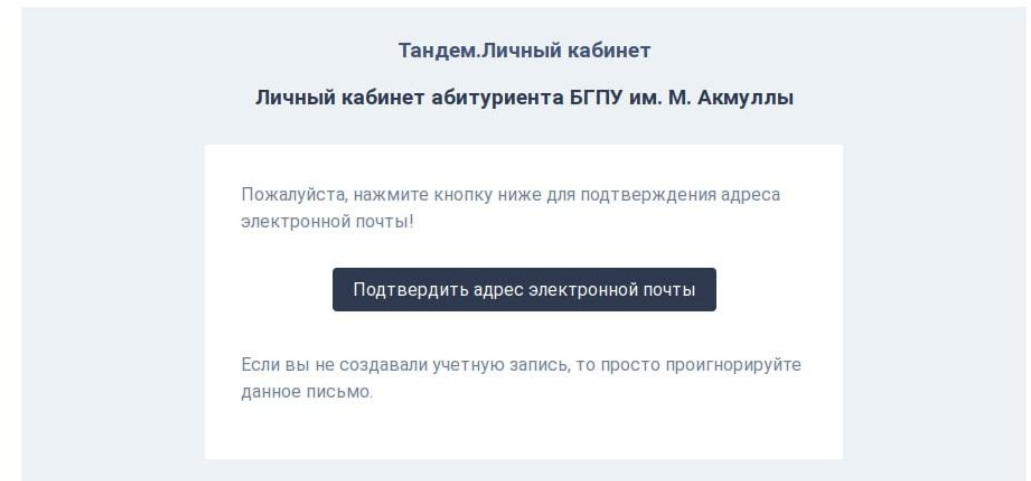 Тандем.Личный кабинет
Личный кабинет абитуриента БГПУ им. М. Акмуллы
Пожалуйста, нажмите кнопку ниже для подтверждения адреса
электронной почты!
Подтвердить адрес электронной почты
Если вы не создавали учетную запись, то просто проигнорируйте
данное письмо.